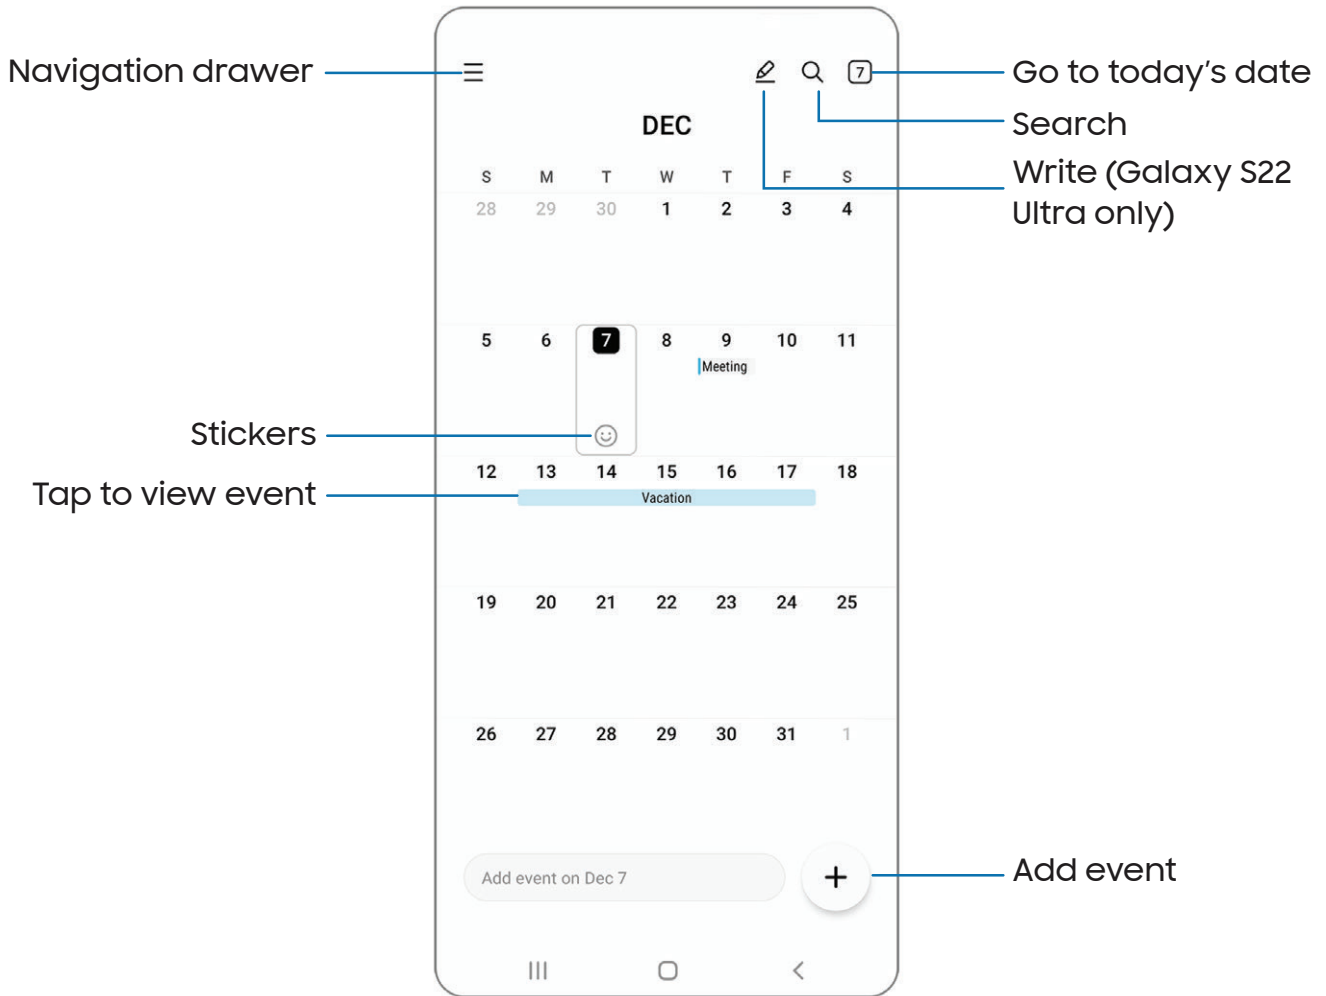 Navigation drawer
7
Go to today's date
Search
Write (Galaxy S22
Ultra only)
DEC
S M T W T F S
28 29 30 1 2 3 4
5 6 7 8 9 10 11
Meeting
Stickers
12 13 14 15 16 17 18
Tap to view event
Vacation
19 20 21 22 23 24 25
26 27 28 29 30 31 1
Add event on Dec 7
Add event